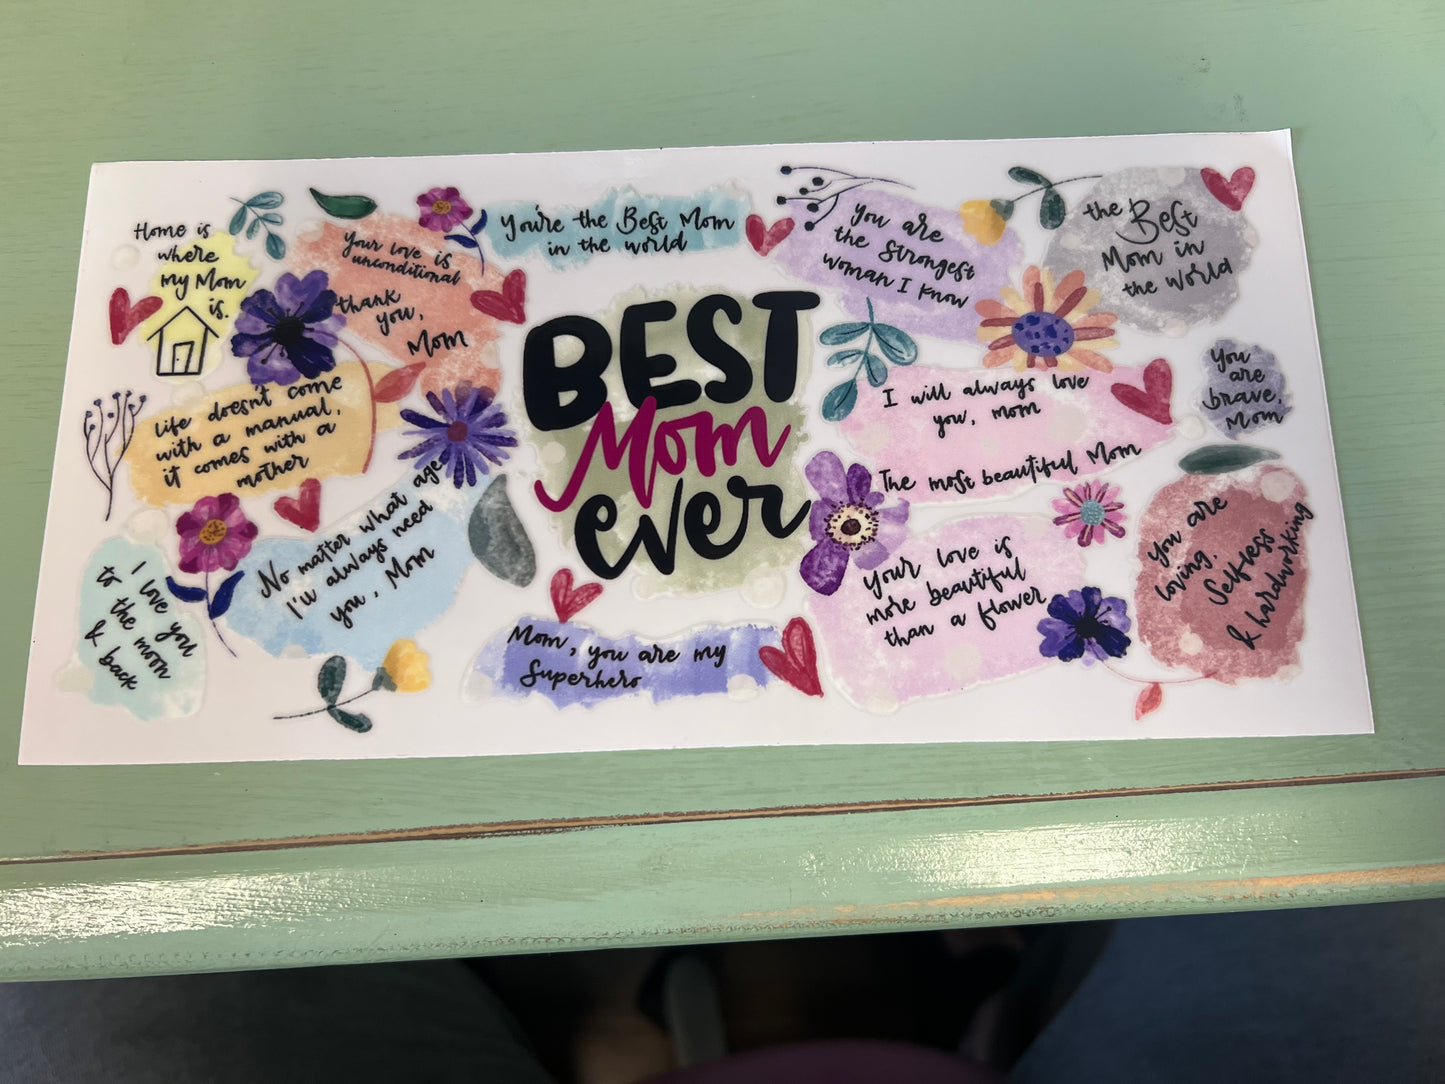 Home is
where
my Mom
is.
Your love is
unconditional
thank
you,
Mom
You're the Best Mom
in the world
You are
the strongest
woman I know
the Best
Mom in
the world
BEST
Mom
ever
life doesn't come
with a manual,
it comes with a
mother
I will always love
you, mom
The most beautiful Mom
You
are
brave,
Mom
I love you
to the moon
& back
No matter what age
I'll always need
you, Mom
Mom, you are my
Superhero
Your love is
more beautiful
than a flower
You are
loving.
Selfless
& hardworking